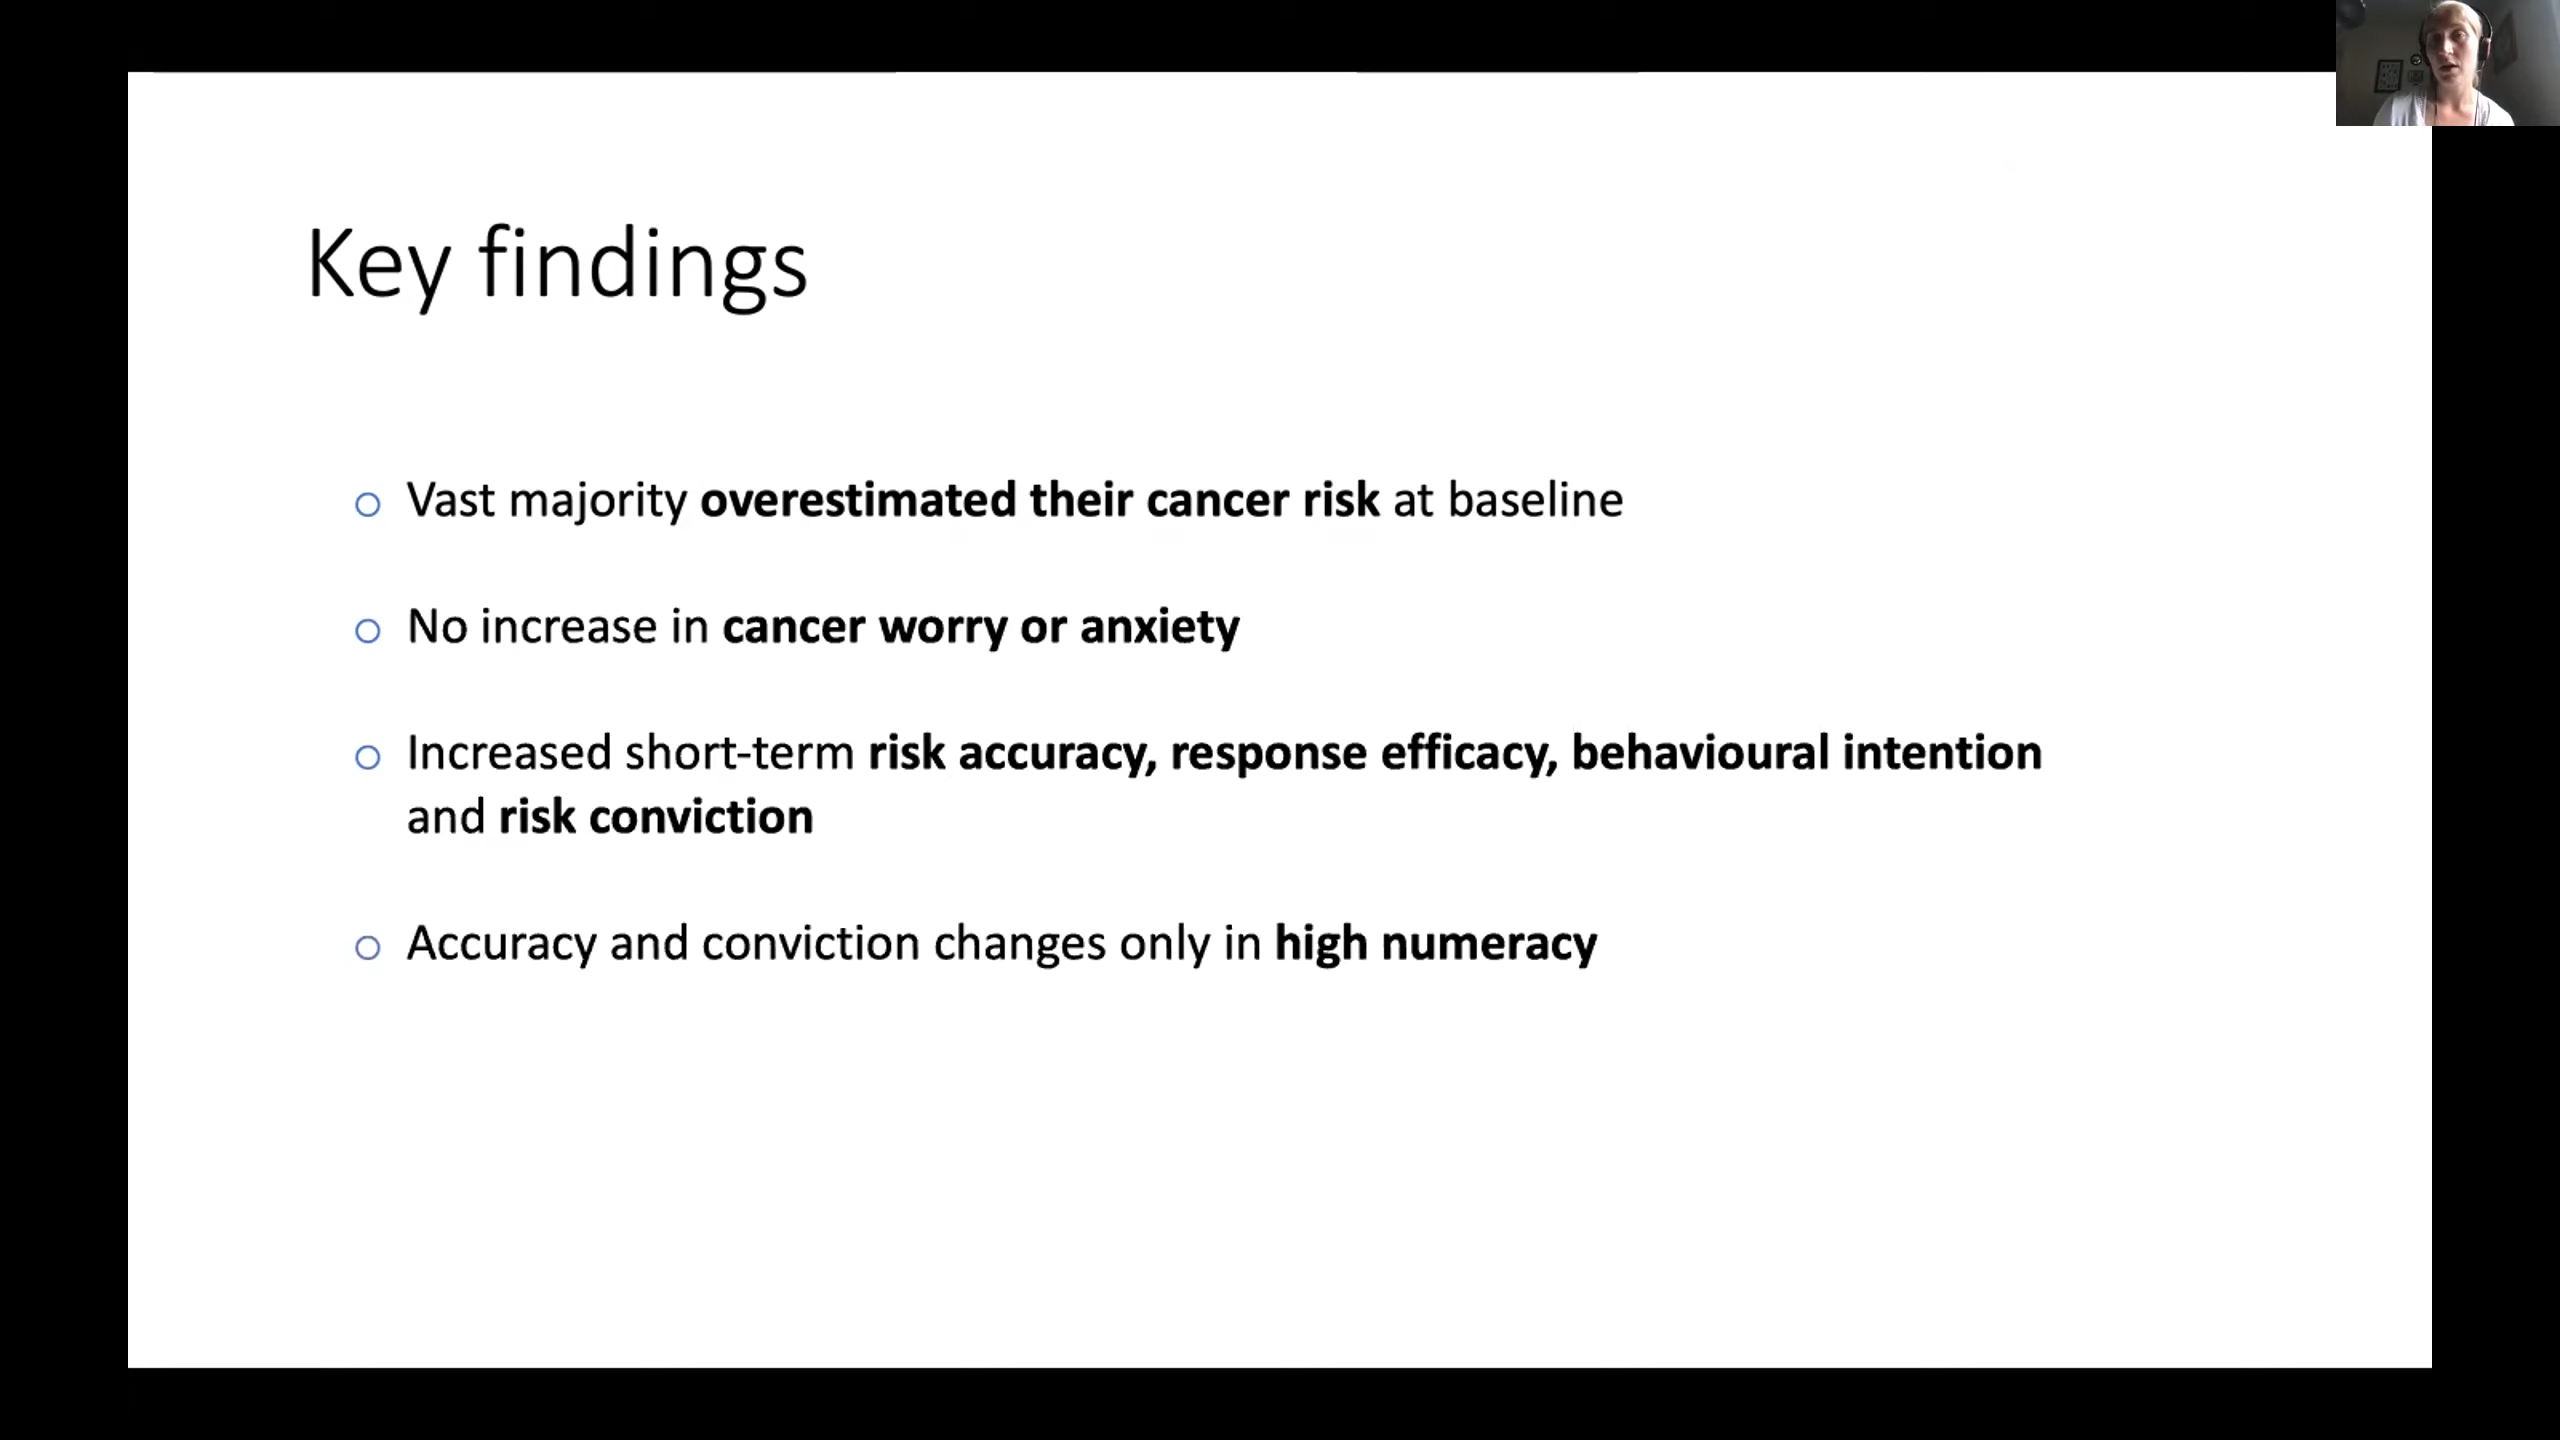 Key findings
Vast majority overestimated their cancer risk at baseline
No increase in cancer worry or anxiety
Increased short-term risk accuracy, response efficacy, behavioural intention
and risk conviction
Accuracy and conviction changes only in high numeracy